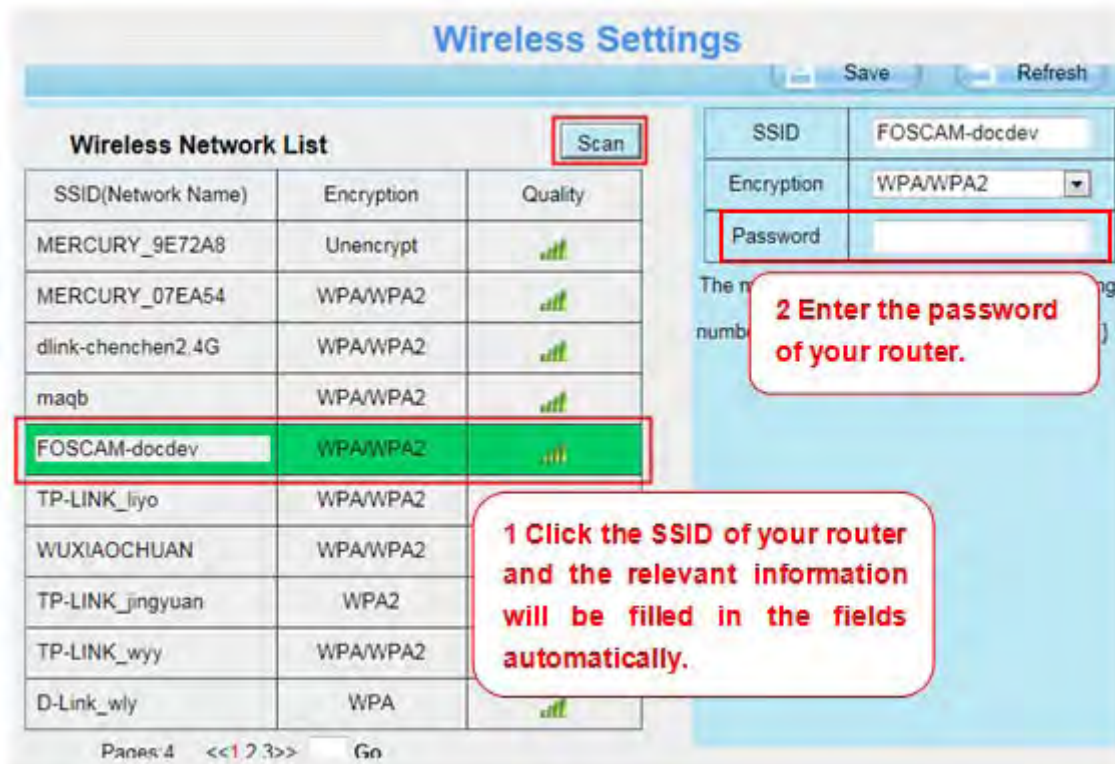 Wireless Settings
Save Refresh
Wireless Network List Scan
SSID(Network Name) Encryption Quality
MERCURY_9E72A8 Unencrypt
MERCURY_07EA54 WPA/WPA2
dlink-chenchen2.4G WPA/WPA2
maqb WPA/WPA2
FOSCAM-docdev WPA/WPA2
TP-LINK_liyo WPA/WPA2
WUXIAOCHUAN WPA/WPA2
TP-LINK_jingyuan WPA2
TP-LINK_wyy WPA/WPA2
D-Link_wly WPA
Pages:4 <<1 2 3>> Go
SSID FOSCAM-docdev
Encryption WPA/WPA2
Password
The
2 Enter the password
of your router.
1 Click the SSID of your router
and the relevant information
will be filled in the fields
automatically.